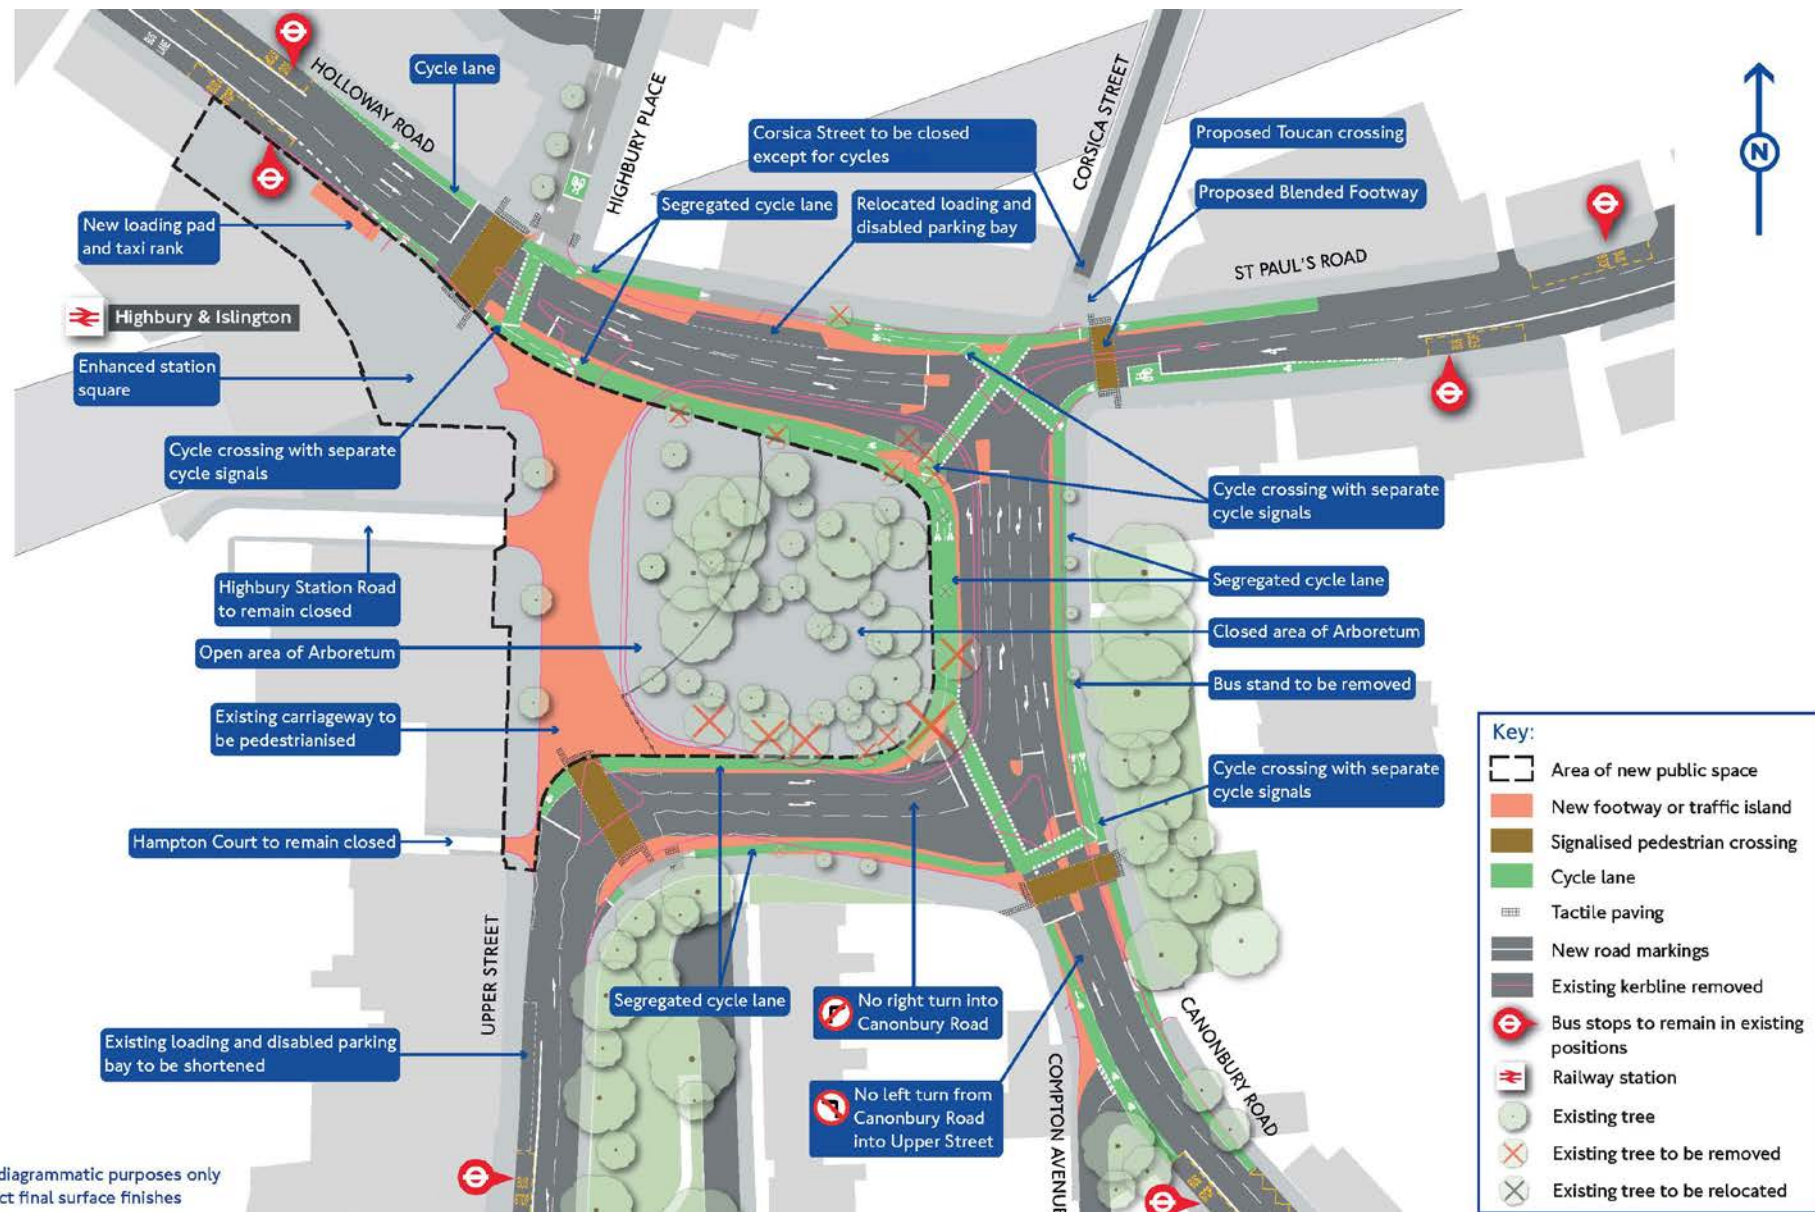 HOLLOWAY ROAD
Cycle lane
HIGHBURY PLACE
Corsica Street to be closed
except for cycles
CORSICA STREET
Proposed Toucan crossing
N
New loading pad
and taxi rank
Segregated cycle lane
Relocated loading and
disabled parking bay
Proposed Blended Footway
ST PAUL'S ROAD
Highbury & Islington
Enhanced station
square
Cycle crossing with separate
cycle signals
Cycle crossing with separate
cycle signals
Highbury Station Road
to remain closed
Segregated cycle lane
Open area of Arboretum
Closed area of Arboretum
Bus stand to be removed
Existing carriageway to
be pedestrianised
Cycle crossing with separate
cycle signals
Hampton Court to remain closed
UPPER STREET
Segregated cycle lane
No right turn into
Canonbury Road
Existing loading and disabled parking
bay to be shortened
No left turn from
Canonbury Road
into Upper Street
COMPTON AVENUE
CANONBURY ROAD
diagrammatic purposes only
ct final surface finishes
Key:
Area of new public space
New footway or traffic island
Signalised pedestrian crossing
Cycle lane
Tactile paving
New road markings
Existing kerbline removed
Bus stops to remain in existing
positions
Railway station
Existing tree
Existing tree to be removed
Existing tree to be relocated